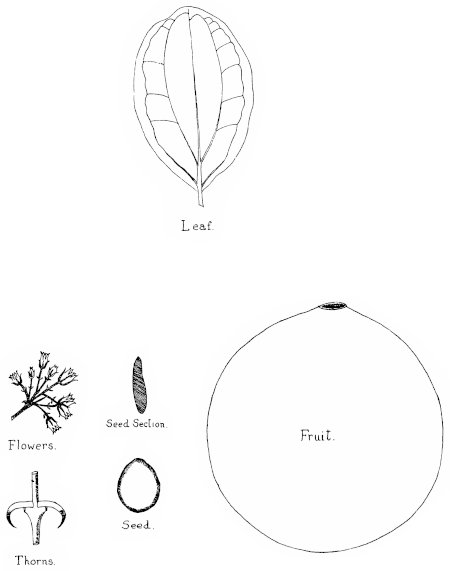 Leaf.
Flowers.
Seed Section.
Fruit.
Thorns.
Seed.